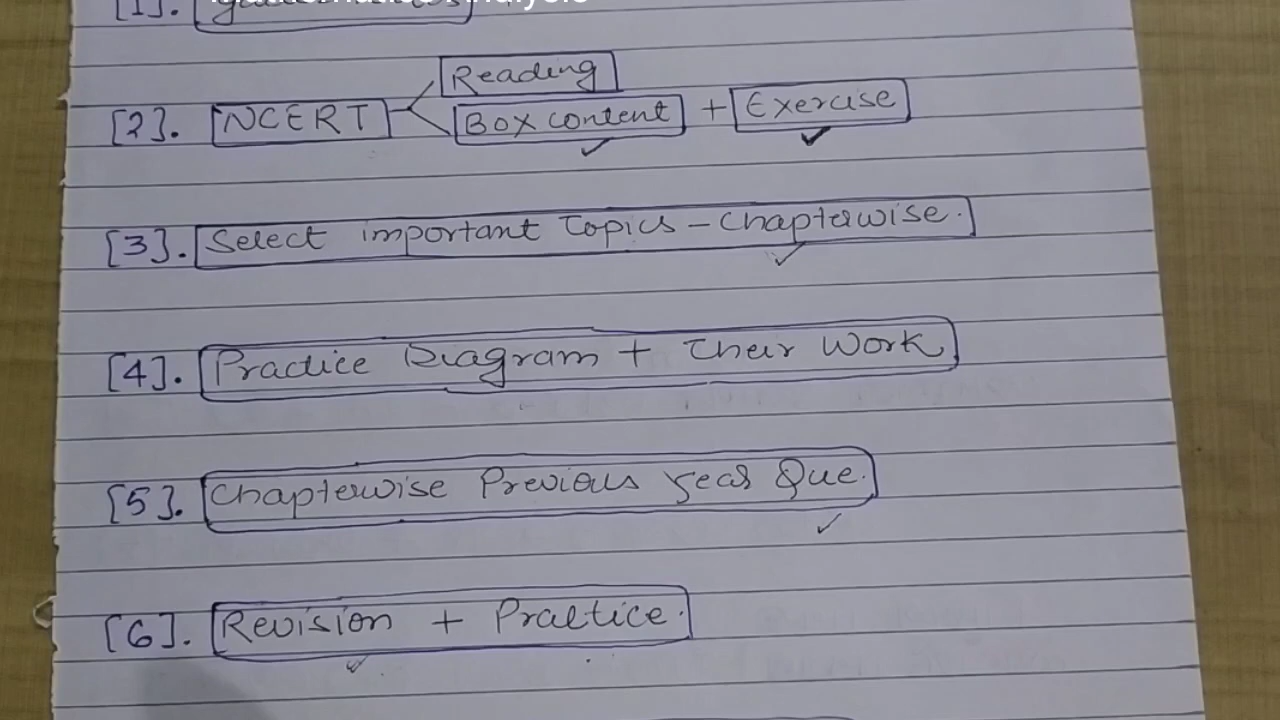 [1].
Reading
[2]. NCERT
Box content + Exercise
[3]. Select important Topics - Chapterwise.
[4]. Practice Diagram + Their Work
[5]. Chapterwise Previous year Que.
[6]. Revision + Practice.